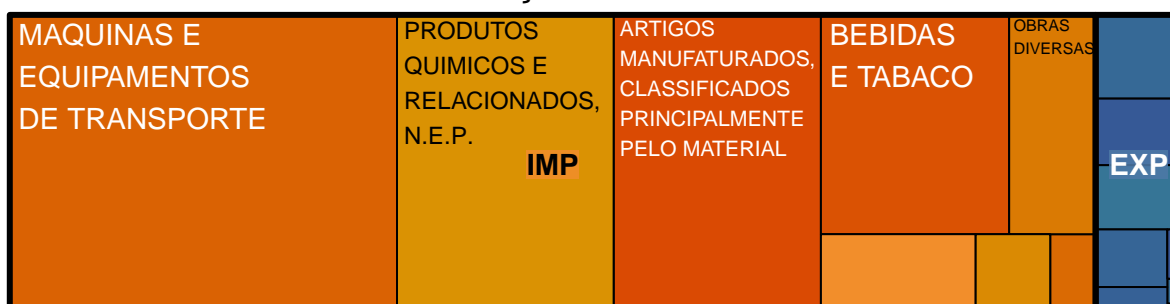 MAQUINAS E
EQUIPAMENTOS
DE TRANSPORTE
PRODUTOS
QUIMICOS E
RELACIONADOS,
N.E.P.
IMP
ARTIGOS
MANUFATURADOS,
CLASSIFICADOS
PRINCIPALMENTE
PELO MATERIAL
BEBIDAS
E TABACO
OBRAS
DIVERSAS
EXP